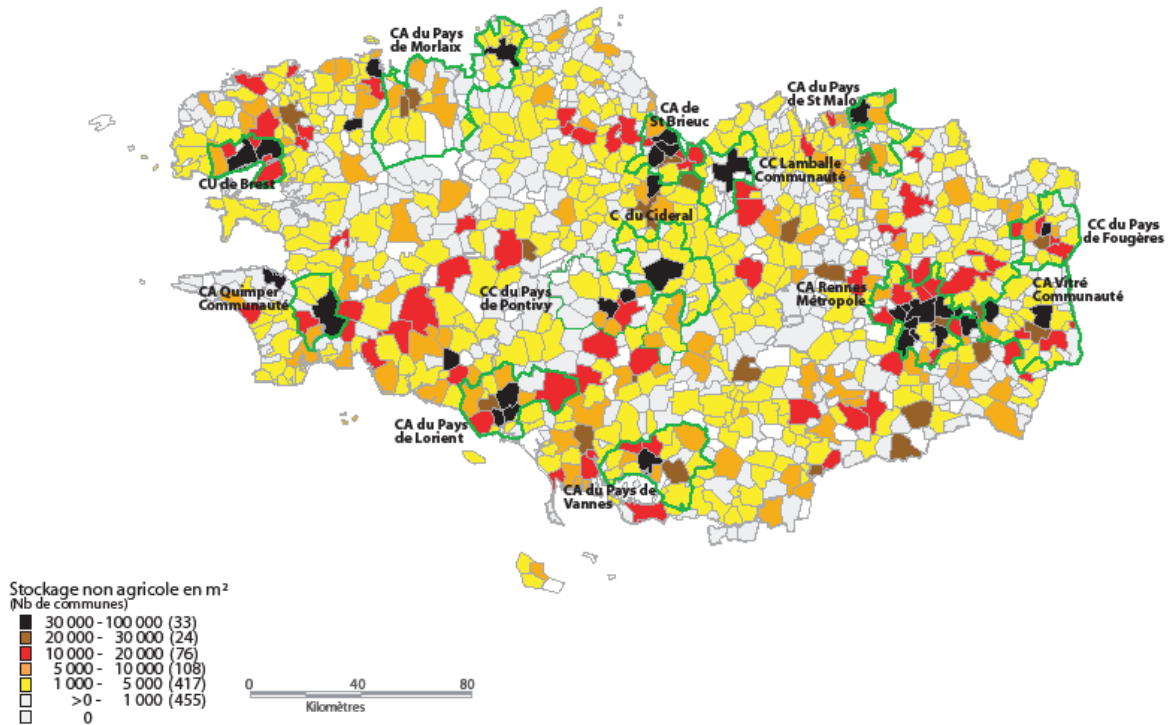 CA du Pays
de Morlaix
CA du Pays
de St Malo
CA de
St Brieuc
CC Lamballe
Communauté
CU de Brest
C du Cideral
CC du Pays
de Fougères
CA Quimper
Communauté
CC du Pays
de Pontivy
CA Rennes
Métropole
CA Vitré
Communauté
CA du Pays
de Lorient
CA du Pays de
Vannes
Stockage non agricole en m²
(Nb de communes)
30 000 - 100 000 (33)
20 000 - 30 000 (24)
10 000 - 20 000 (76)
5 000 - 10 000 (108)
1 000 - 5 000 (417)
>0 - 1 000 (455)
0
0 40 80
Kilomètres